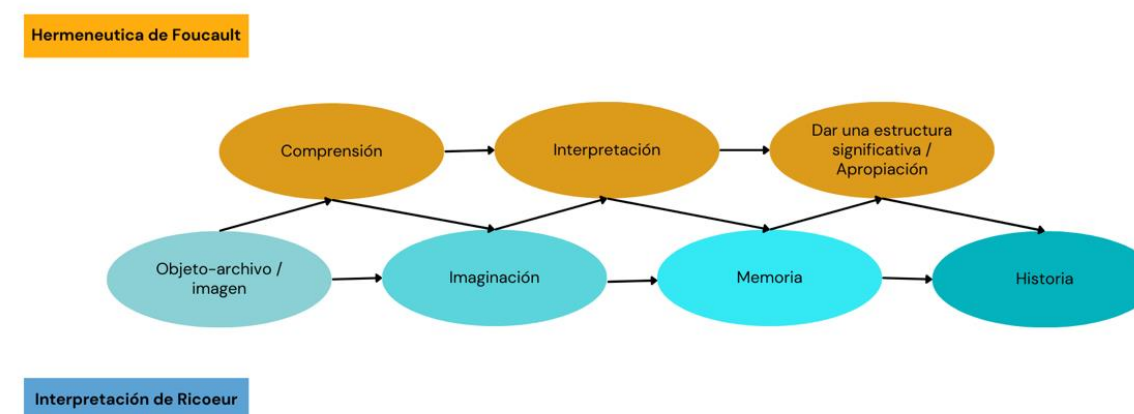 Hermeneutica de Foucault
Comprensión
Interpretación
Dar una estructura
significativa /
Apropiación
Objeto-archivo /
imagen
Imaginación
Memoria
Historia
Interpretación de Ricoeur